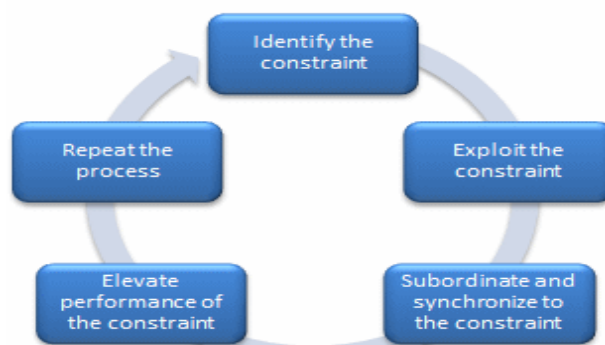 Identify the
constraint
Exploit the
constraint
Subordinate and
synchronize to
the constraint
Elevate
performance of
the constraint
Repeat the
process